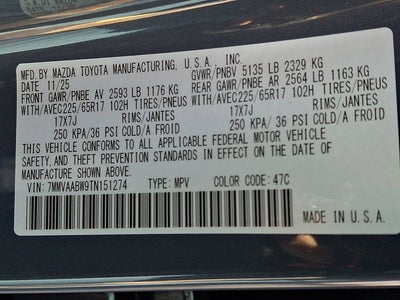 MFD. BY MAZDA TOYOTA MANUFACTURING, U.S.A., INC.
DATE 11/25 GVWR/PNBV 5135 LB 2329 KG
FRONT GAWR/PNBE AV 2593 LB 1176 KG REAR GAWR/PNBE AR 2564 LB 1163 KG
WITH/AVEC225/65R17 102H TIRES/PNEUS WITH/AVEC225/65R17 102H TIRES/PNEUS
17X7J RIMS/JANTES 17X7J RIMS/JANTES
250 KPA/36 PSI COLD/A FROID 250 KPA/36 PSI COLD/A FROID
THIS VEHICLE CONFORMS TO ALL APPLICABLE FEDERAL MOTOR VEHICLE
SAFETY, AND THEFT PREVENTION STANDARDS IN EFFECT ON THE DATE OF
MANUFACTURE SHOWN ABOVE.
VIN: 7MMVAABW9TN151274 TYPE: MPV COLOR CODE: 47C
MADE IN U.S.A.